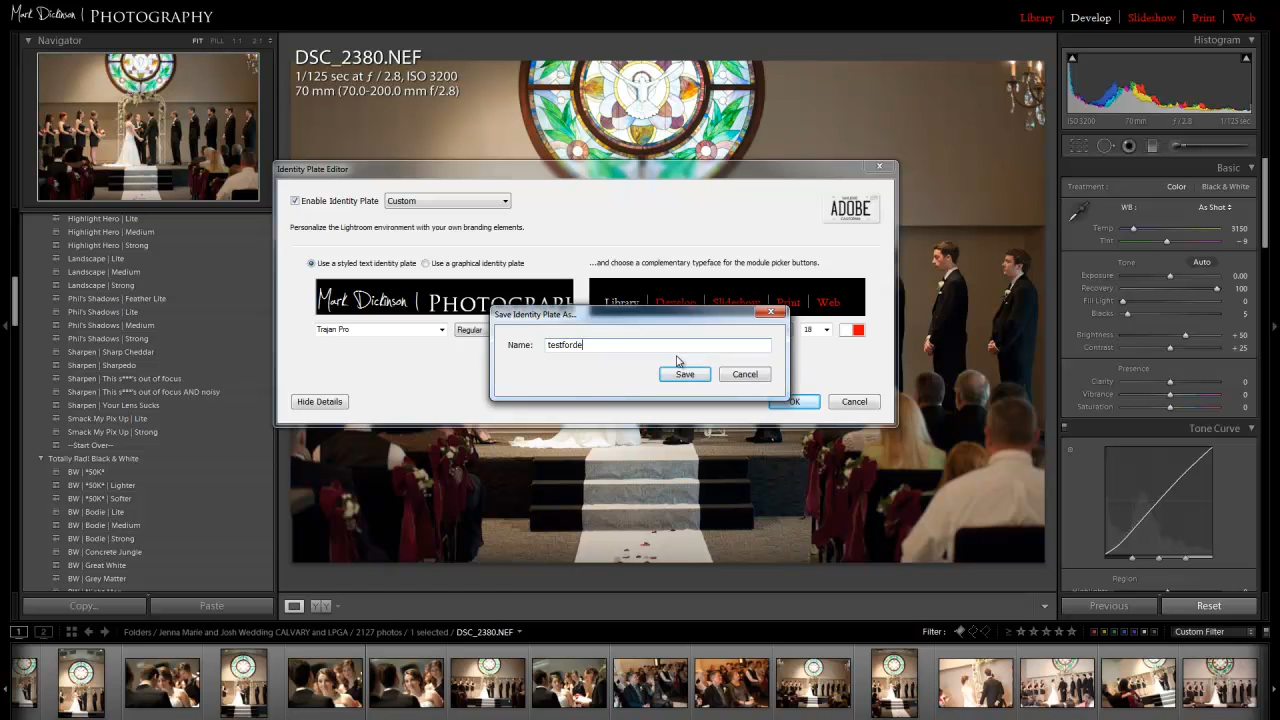 Mark Dickinson | PHOTOGRAPHY
Library | Develop | Slideshow | Print | Web
Navigator FIT FILL 1:1 2:1
Histogram
DSC_2380.NEF
1/125 sec at ƒ / 2.8, ISO 3200
70 mm (70.0-200.0 mm f/2.8)
ISO 3200 70 mm ƒ / 2.8 1/125 sec
Basic
Treatment: Color Black & White
WB: As Shot
Temp 3150
Tint - 9
Tone Auto
Exposure 0.00
Recovery 100
Fill Light 0
Blacks 5
Brightness + 50
Contrast + 25
Presence
Clarity 0
Vibrance 0
Saturation 0
Tone Curve
Region
Highlights
Previous Reset
Highlight Hero | Lite
Highlight Hero | Medium
Highlight Hero | Strong
Landscape | Lite
Landscape | Medium
Landscape | Strong
Phil's Shadows | Feather Lite
Phil's Shadows | Lite
Phil's Shadows | Medium
Phil's Shadows | Strong
Sharpen | Sharp Cheddar
Sharpen | Sharpedo
Sharpen | This s***'s out of focus
Sharpen | This s***'s out of focus AND noisy
Sharpen | Your Lens Sucks
Smack My Pix Up | Lite
Smack My Pix Up | Strong
--Start Over--
Totally Rad! Black & White
BW | *50K*
BW | *50K* | Lighter
BW | *50K* | Softer
BW | Bodie | Lite
BW | Bodie | Medium
BW | Bodie | Strong
BW | Concrete Jungle
BW | Great White
BW | Grey Matter
Copy... Paste
Identity Plate Editor
Enable Identity Plate Custom
ADOBE
Personalize the Lightroom environment with your own branding elements.
Use a styled text identity plate Use a graphical identity plate
...and choose a complementary typeface for the module picker buttons.
Mark Dickinson | PHOTOGRAPH
Library | Develop | Slideshow | Print | Web
Trajan Pro Regular 18
Save Identity Plate As...
Name: testforde
Save Cancel
Hide Details OK Cancel
Folders / Jenna Marie and Josh Wedding CALVARY and LPGA / 2127 photos / 1 selected / DSC_2380.NEF
Filter : Custom Filter
1 2